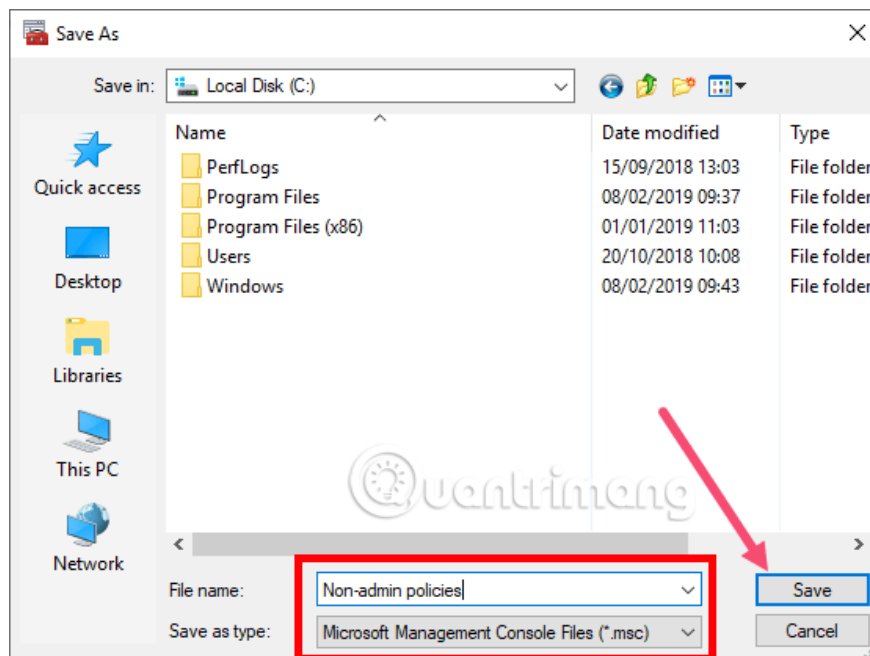 Save As
Save in: Local Disk (C:)
Name Date modified Type
PerfLogs 15/09/2018 13:03 File folder
Program Files 08/02/2019 09:37 File folder
Program Files (x86) 01/01/2019 11:03 File folder
Users 20/10/2018 10:08 File folder
Windows 08/02/2019 09:43 File folder
Quick access
Desktop
Libraries
This PC
Network
Quantrimang
File name: Non-admin policies Save
Save as type: Microsoft Management Console Files (*.msc) Cancel